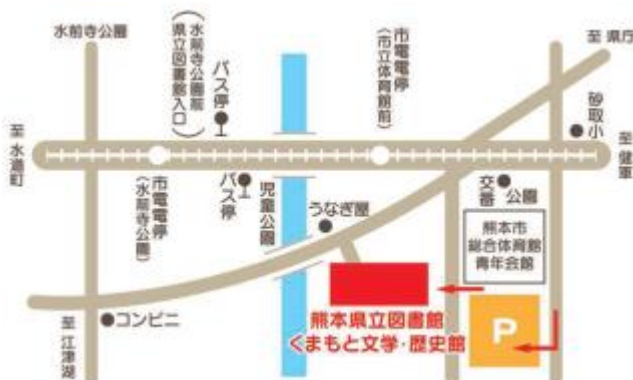 水前寺公園
バス停
(水前寺公園前
県立図書館入口)
市電電停
(市立体育館前)
至 県庁
砂取小
至 水道町
至 健軍
市電電停
(水前寺公園)
バス停
児童公園
うなぎ屋
交番
公園
熊本市
総合体育館
青年会館
コンビニ
至 江津湖
熊本県立図書館
くまもと文学・歴史館
P